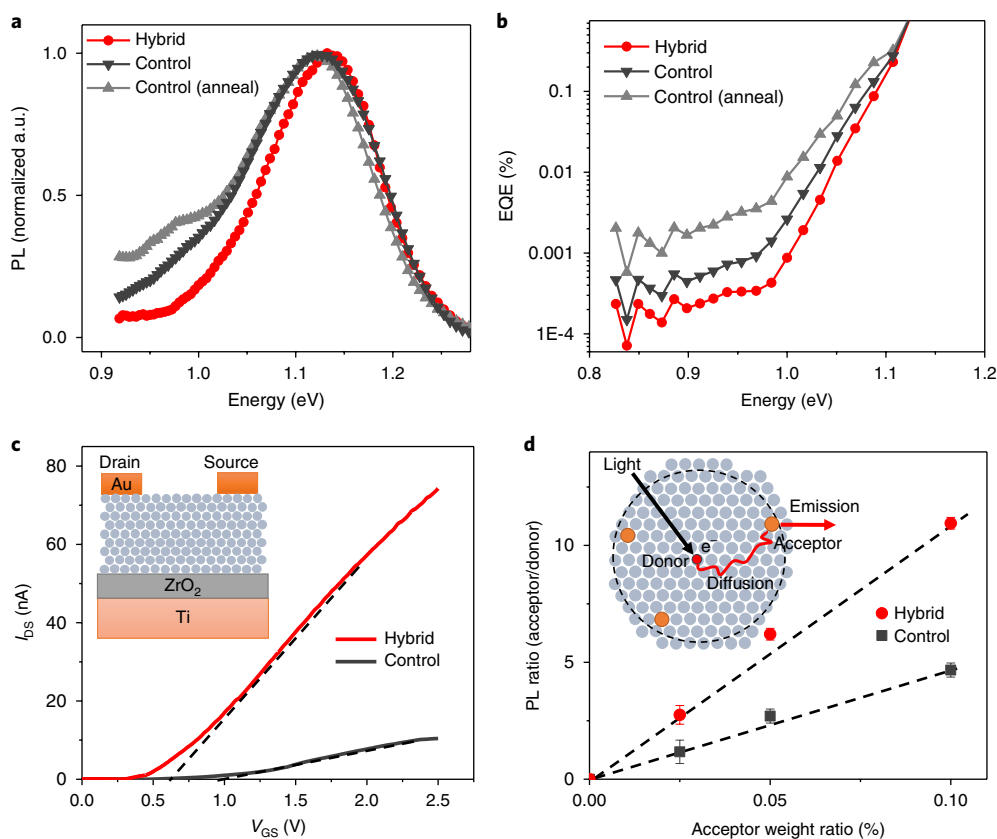 a
Hybrid
Control
Control (anneal)
1.0
0.5
0.0
PL (normalized a.u.)
0.9
1.0
1.1
1.2
Energy (eV)
b
Hybrid
Control
Control (anneal)
0.1
0.01
0.001
1E-4
EQE (%)
0.8
0.9
1.0
1.1
1.2
Energy (eV)
c
Drain
Source
Au
ZrO2
Ti
Hybrid
Control
80
60
40
20
0
IDS (nA)
0
0.5
1.0
1.5
2.0
2.5
VGS (V)
d
Light
Emission
e−
Acceptor
Donor
Diffusion
Hybrid
Control
10
5
0
PL ratio (acceptor/donor)
0.00
0.05
0.10
Acceptor weight ratio (%)